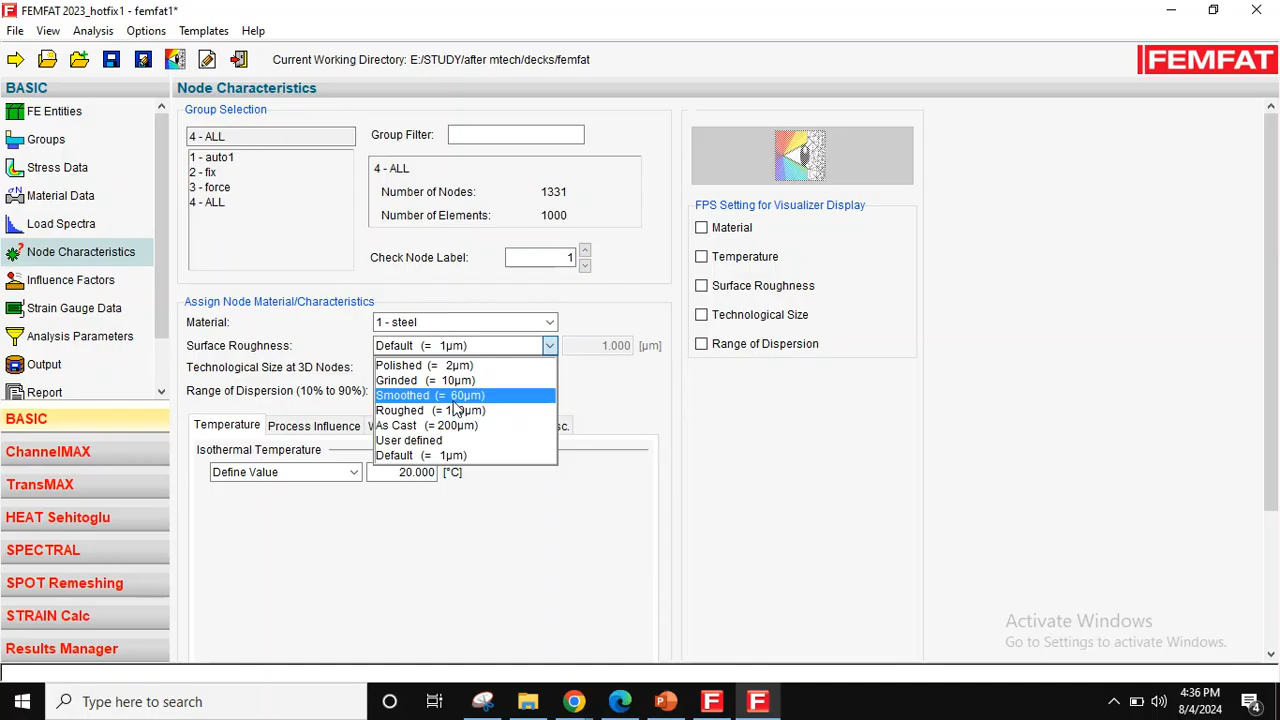 FEMFAT 2023_hotfix1 - femfat1*
File View Analysis Options Templates Help
Current Working Directory: E:/STUDY/after mtech/decks/femfat
FEMFAT
BASIC
FE Entities
Groups
Stress Data
Material Data
Load Spectra
Node Characteristics
Influence Factors
Strain Gauge Data
Analysis Parameters
Output
Report
BASIC
ChannelMAX
TransMAX
HEAT Sehitoglu
SPECTRAL
SPOT Remeshing
STRAIN Calc
Results Manager
Node Characteristics
Group Selection
4 - ALL
1 - auto1
2 - fix
3 - force
4 - ALL
Group Filter:
4 - ALL
Number of Nodes: 1331
Number of Elements: 1000
Check Node Label: 1
Assign Node Material/Characteristics
Material: 1 - steel
Surface Roughness: Default (= 1µm) 1.000 [µm]
Technological Size at 3D Nodes:
Range of Dispersion (10% to 90%):
Polished (= 2µm)
Grinded (= 10µm)
Smoothed (= 60µm)
Roughed (=
As Cast (= 200µm)
User defined
Default (= 1µm)
Temperature Process Influence
Isothermal Temperature
Define Value 20.000 [°C]
FPS Setting for Visualizer Display
Material
Temperature
Surface Roughness
Technological Size
Range of Dispersion
Activate Windows
Go to Settings to activate Windows.
Type here to search
4:36 PM
8/4/2024
4